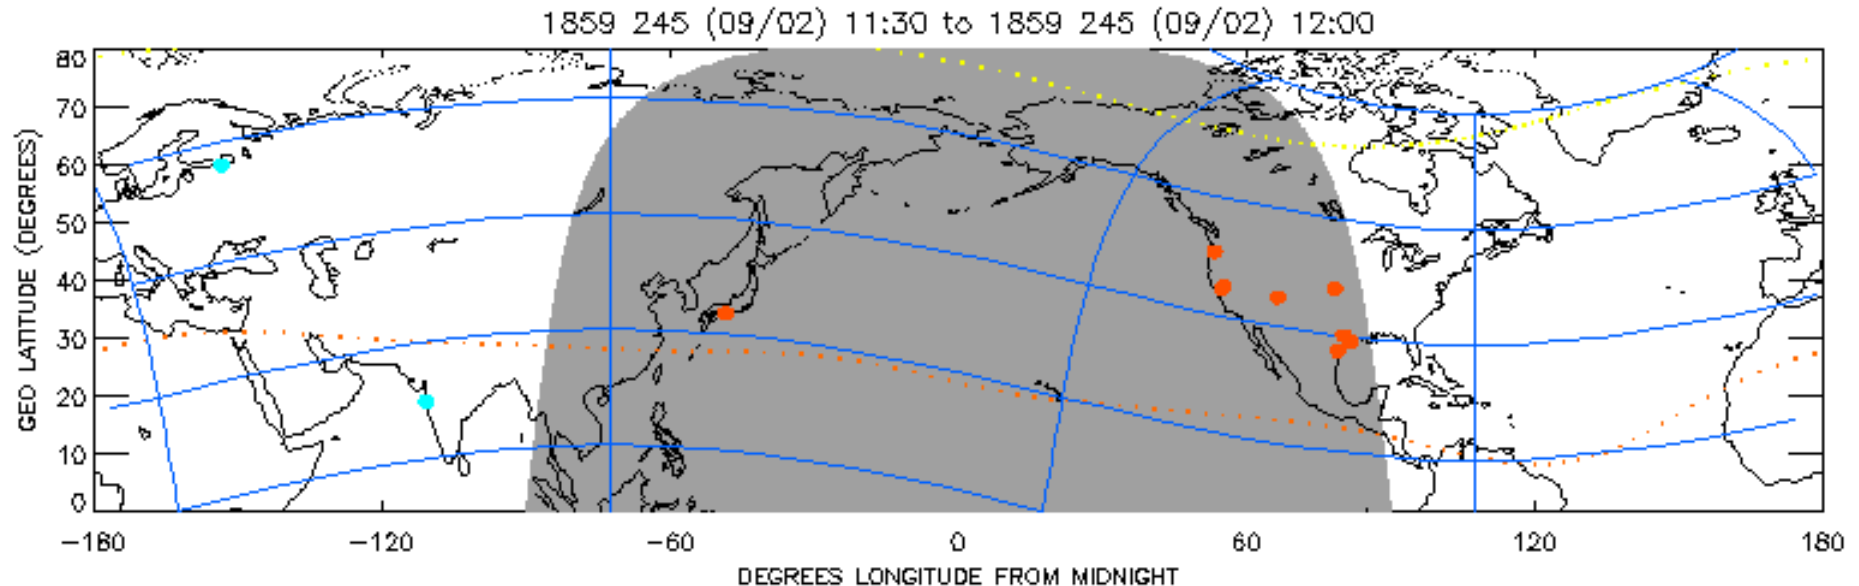 1859 245 (09/02) 11:30 to 1859 245 (09/02) 12:00
GEO LATITUDE (DEGREES)
80
70
60
50
40
30
20
10
0
−180 −120 −60 0 60 120 180
DEGREES LONGITUDE FROM MIDNIGHT